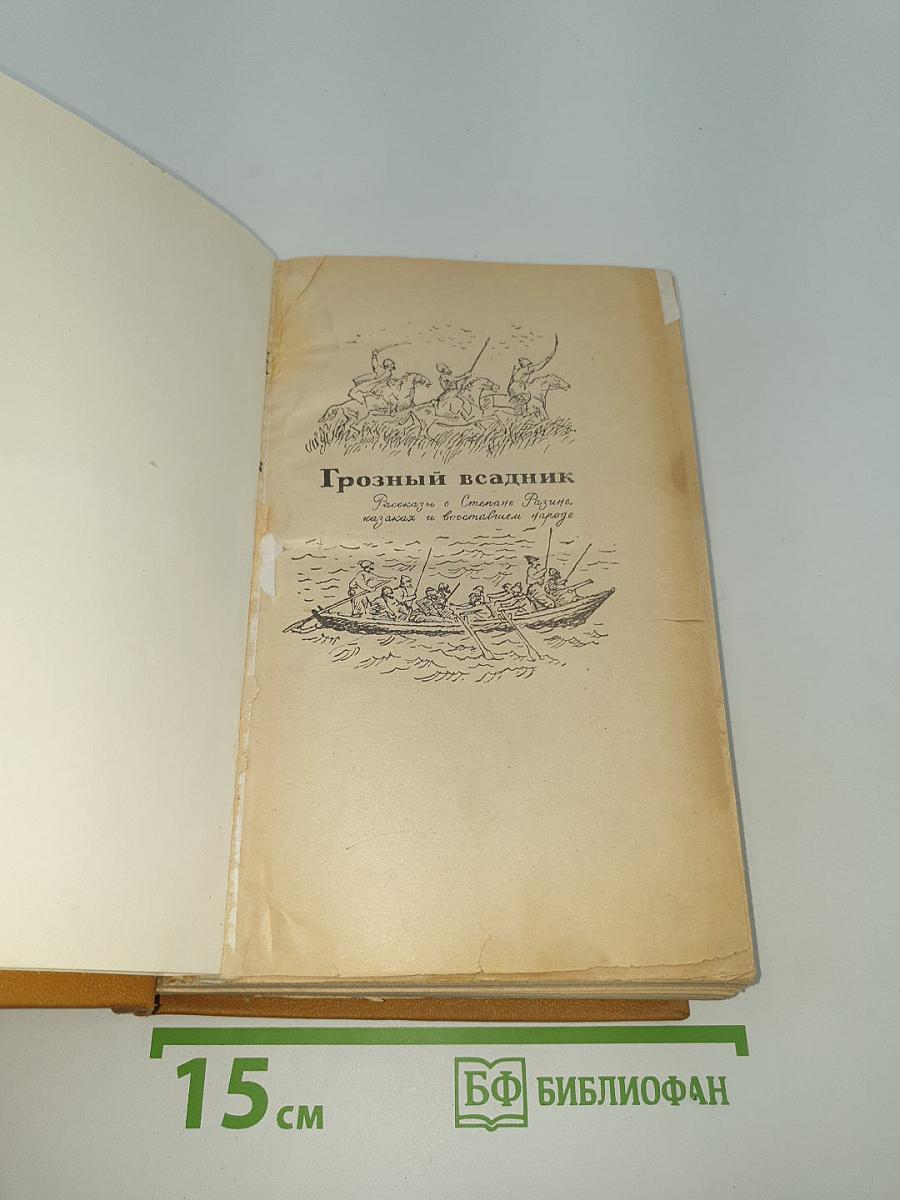 Грозный всадник
Рассказы о Степане Разине,
казаках и восставшем народе
15 см
БФ БИБЛИОФАН